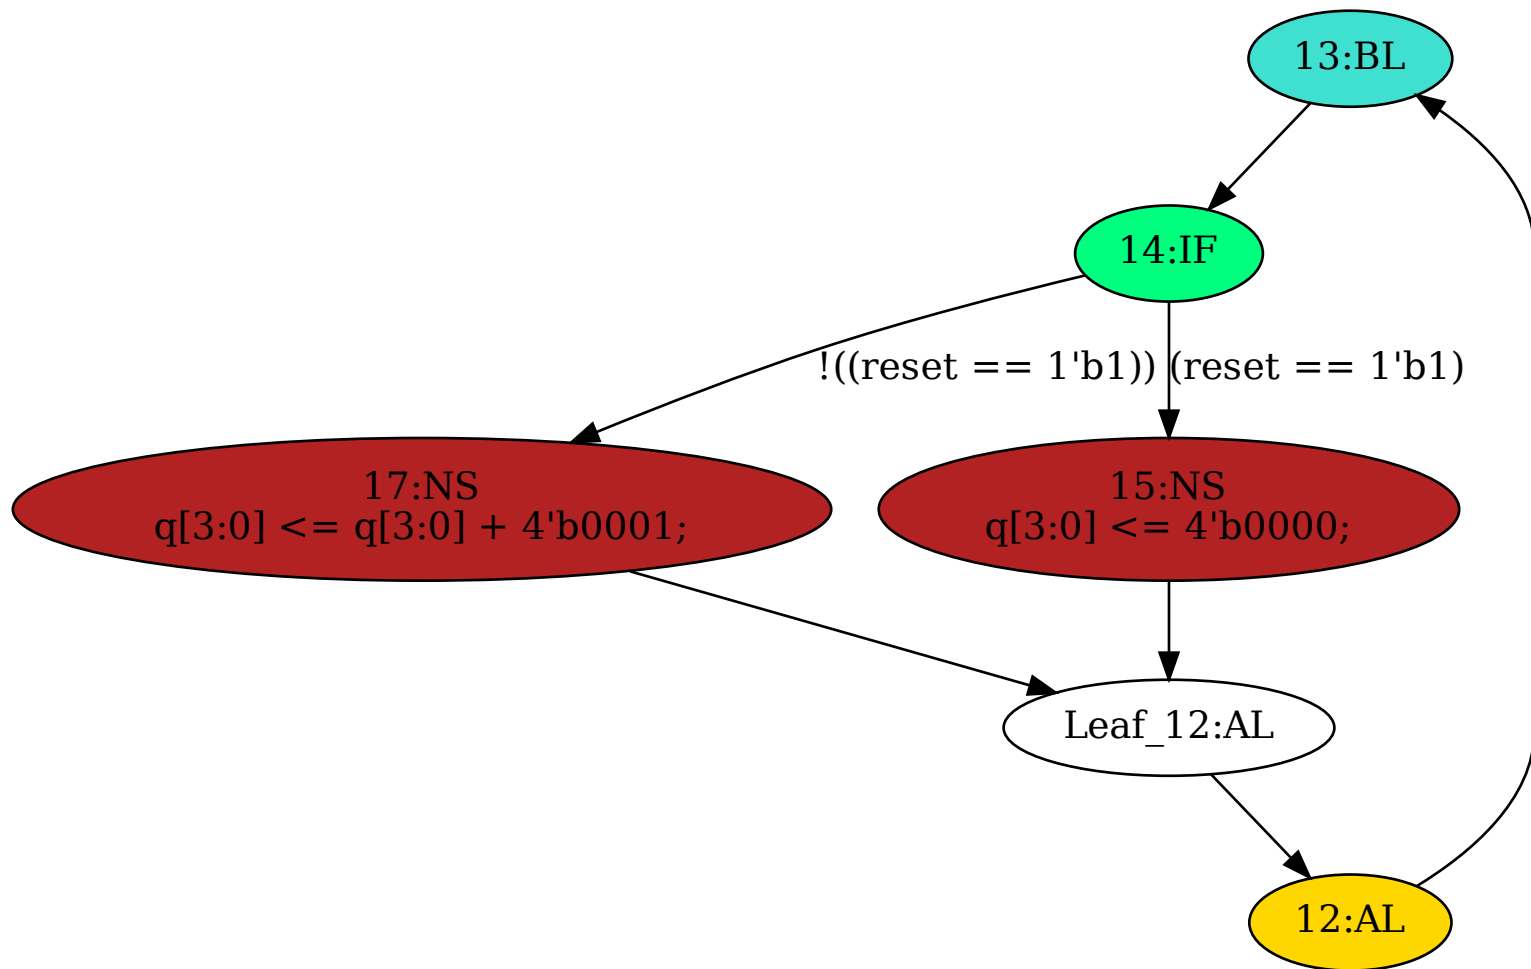 13:BL
14:IF
!((reset == 1'b1))
(reset == 1'b1)
17:NS
q[3:0] <= q[3:0] + 4'b0001;
15:NS
q[3:0] <= 4'b0000;
Leaf_12:AL
12:AL